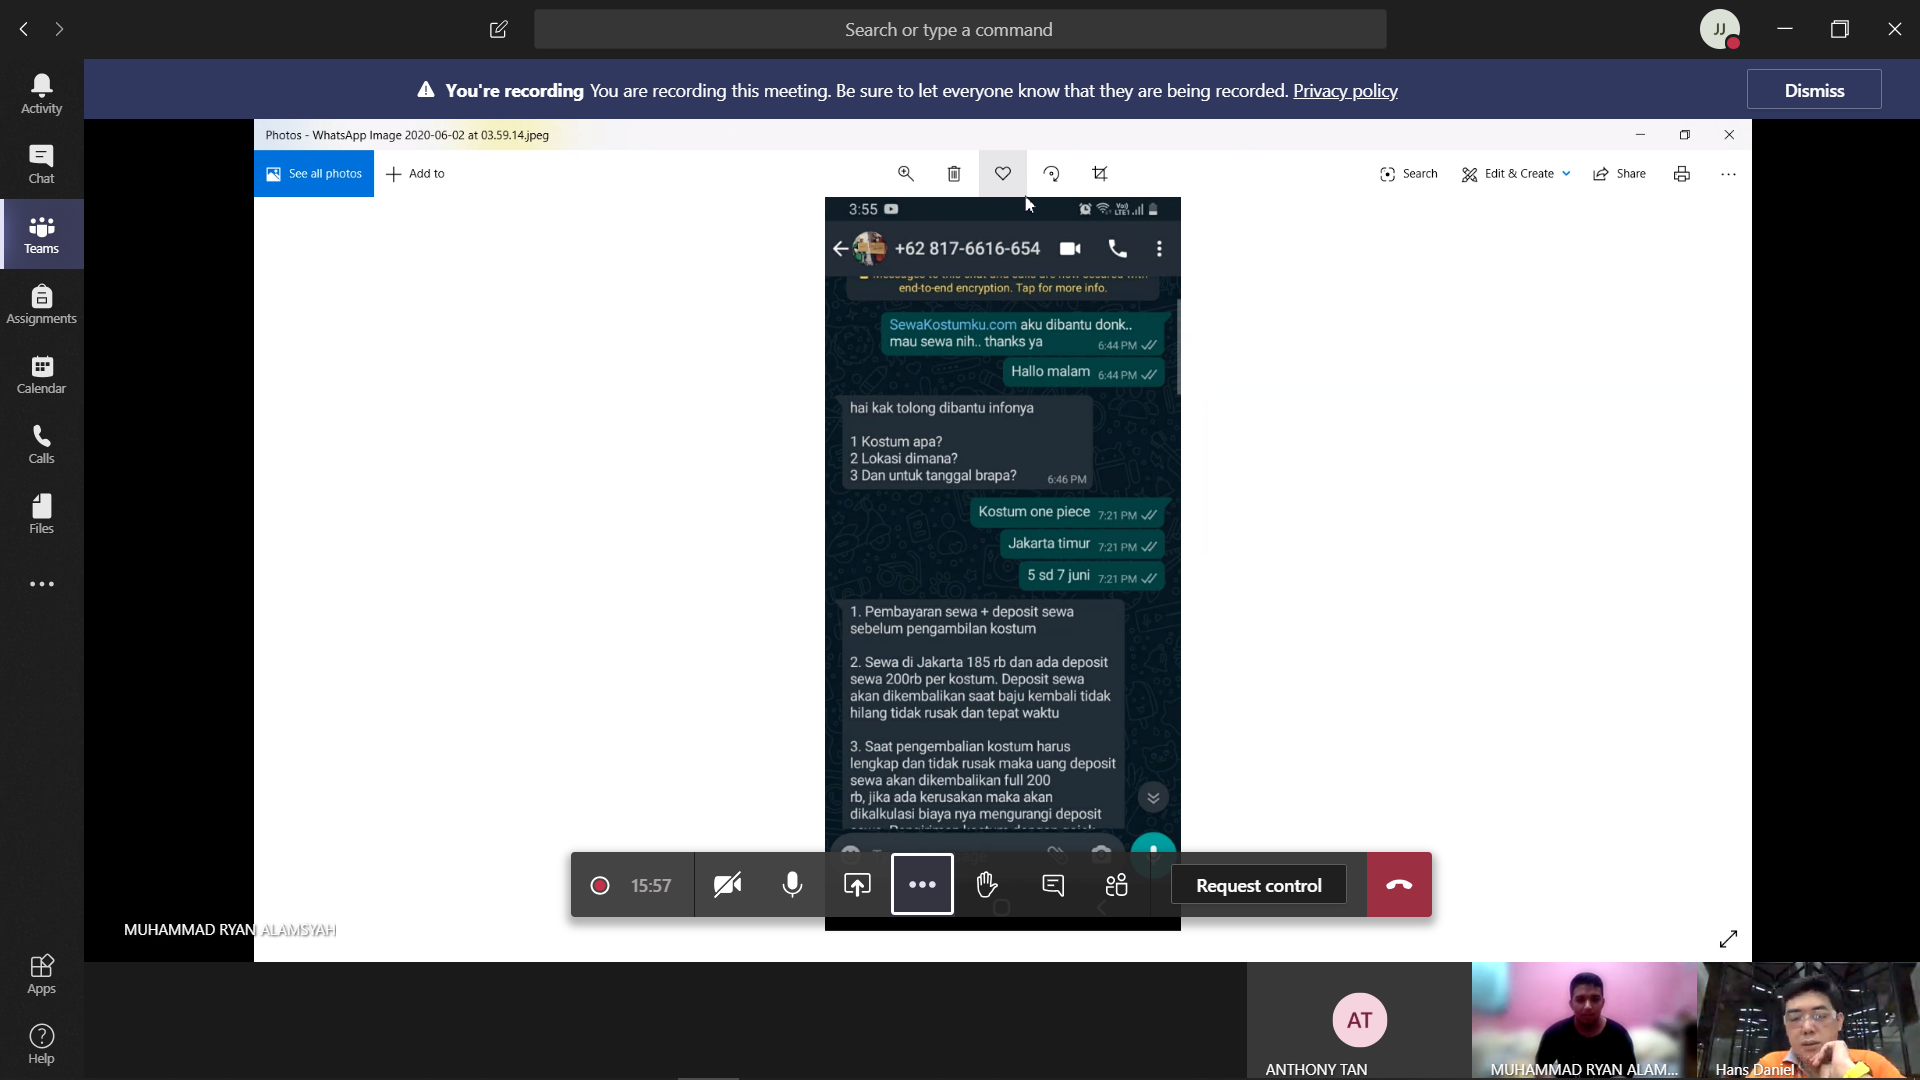 Search or type a command
JJ
Activity
Chat
Teams
Assignments
Calendar
Calls
Files
Apps
Help
You're recording You are recording this meeting. Be sure to let everyone know that they are being recorded. Privacy policy
Dismiss
Photos - WhatsApp Image 2020-06-02 at 03.59.14.jpeg
See all photos
Add to
Search
Edit & Create
Share
3:55
+62 817-6616-654
end-to-end encryption. Tap for more info.
SewaKostumku.com aku dibantu donk..
mau sewa nih.. thanks ya 6:44 PM
Hallo malam 6:44 PM
hai kak tolong dibantu infonya
1 Kostum apa?
2 Lokasi dimana?
3 Dan untuk tanggal brapa? 6:46 PM
Kostum one piece 7:21 PM
Jakarta timur 7:21 PM
5 sd 7 juni 7:21 PM
1. Pembayaran sewa + deposit sewa
sebelum pengambilan kostum
2. Sewa di Jakarta 185 rb dan ada deposit
sewa 200rb per kostum. Deposit sewa
akan dikembalikan saat baju kembali tidak
hilang tidak rusak dan tepat waktu
3. Saat pengembalian kostum harus
lengkap dan tidak rusak maka uang deposit
sewa akan dikembalikan full 200
rb, jika ada kerusakan maka akan
dikalkulasi biaya nya mengurangi deposit
15:57
Request control
MUHAMMAD RYAN ALAMSYAH
AT
ANTHONY TAN
MUHAMMAD RYAN ALAM...
Hans Daniel